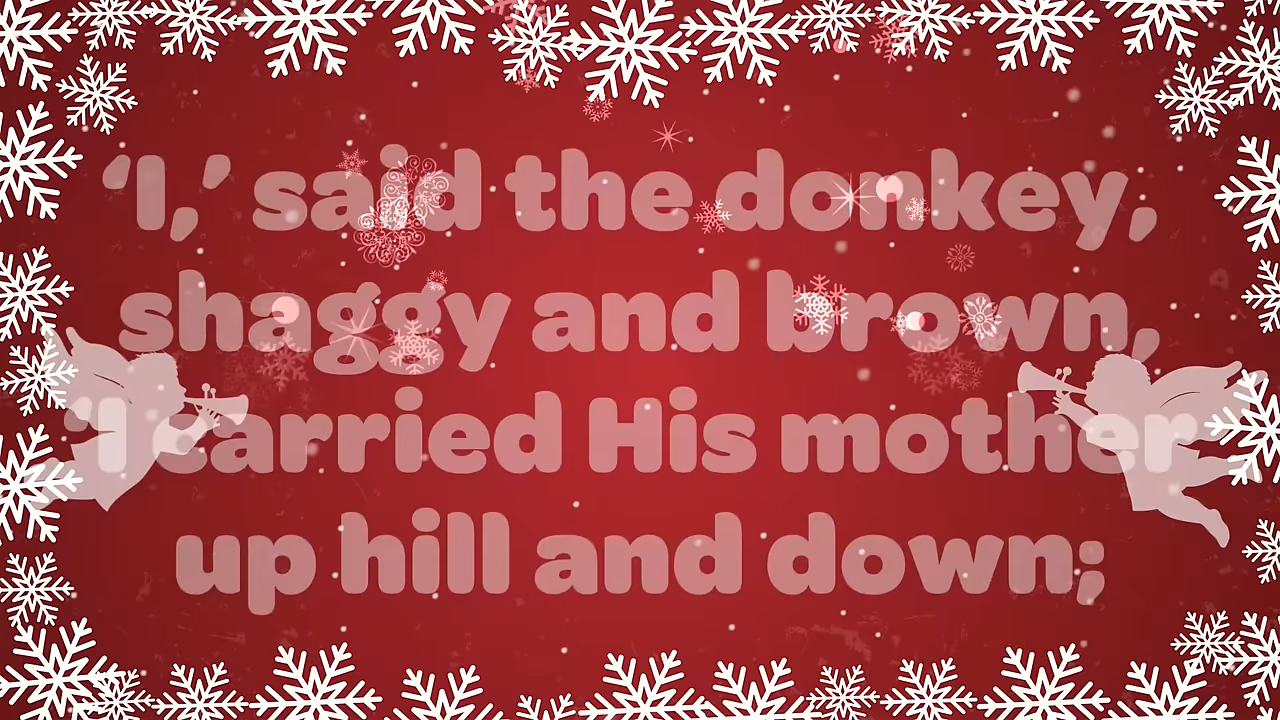 ‘I,’ said the donkey,
shaggy and brown,
‘I carried His mother
up hill and down;